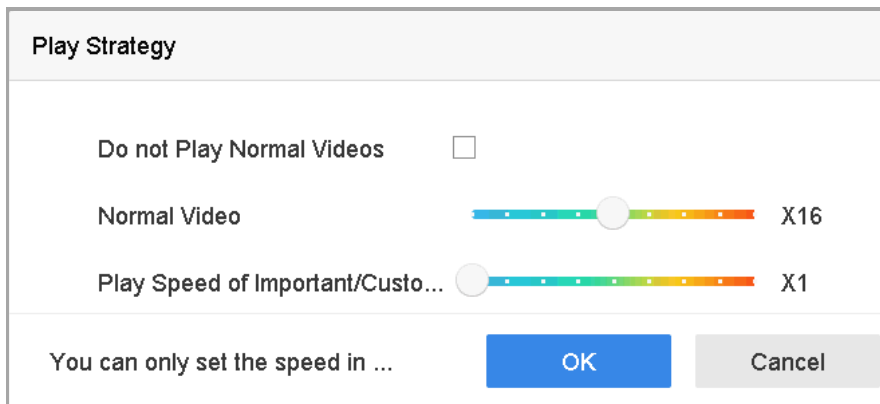 Play Strategy
Do not Play Normal Videos
Normal Video X16
Play Speed of Important/Custo... X1
You can only set the speed in ... OK Cancel